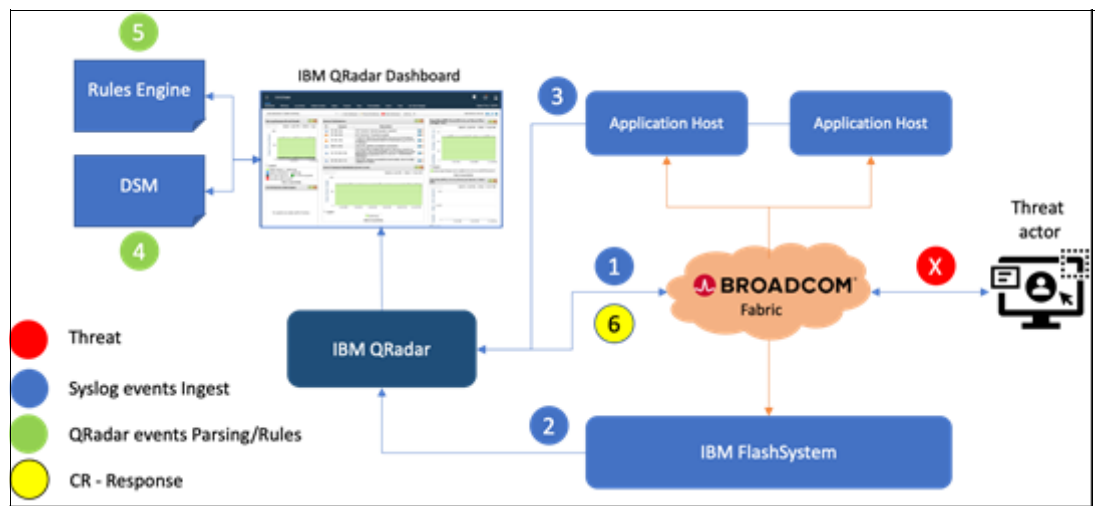 5
Rules Engine
IBM QRadar Dashboard
3
Application Host
Application Host
DSM
4
Threat
actor
1
X
BROADCOM
Fabric
6
IBM QRadar
Threat
Syslog events Ingest
2
QRadar events Parsing/Rules
IBM FlashSystem
CR - Response